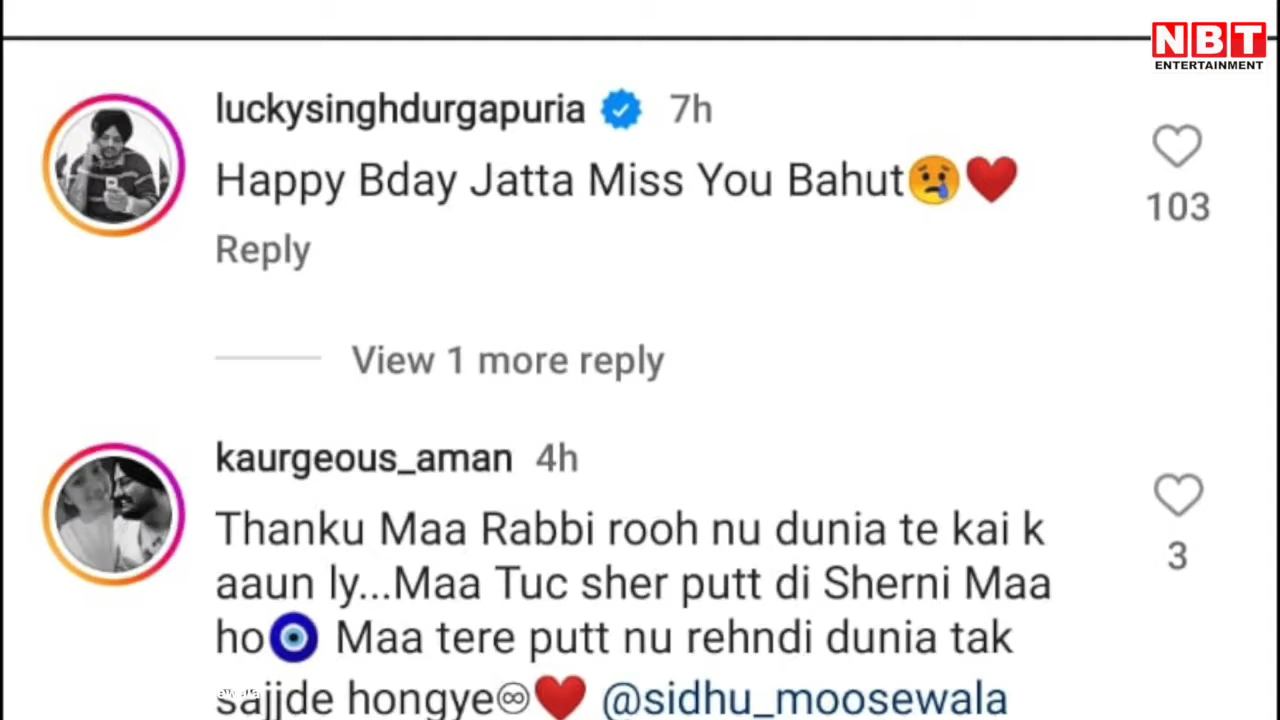 NBT
ENTERTAINMENT
luckysinghdurgapuria 7h
Happy Bday Jatta Miss You Bahut😢❤️
103
Reply
View 1 more reply
kaurgeous_aman 4h
Thanku Maa Rabbi rooh nu dunia te kai k
aaun ly...Maa Tuc sher putt di Sherni Maa
3
ho🧿 Maa tere putt nu rehndi dunia tak
sajjde hongye♾❤️ @sidhu_moosewala